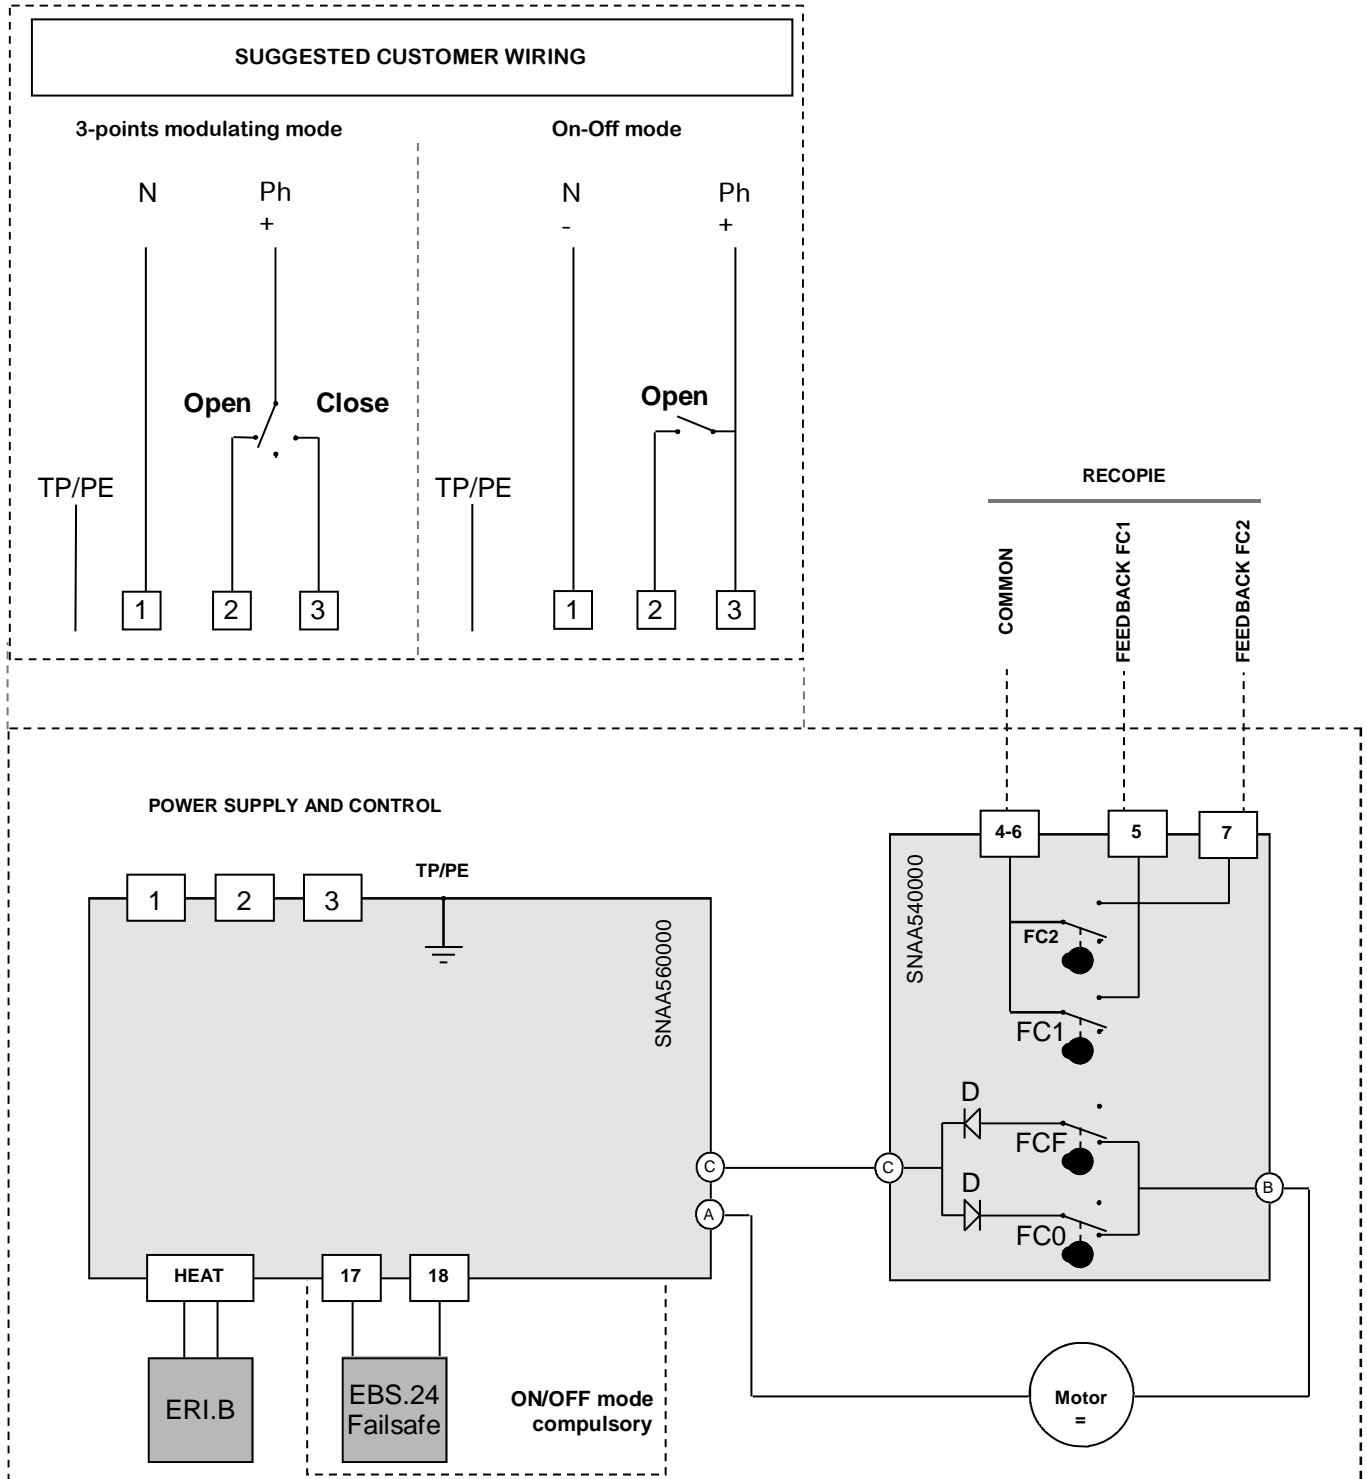 SUGGESTED CUSTOMER WIRING
3-points modulating mode
On-Off mode
N
Ph
+
N
-
Ph
+
Open
Close
Open
TP/PE
TP/PE
1
2
3
1
2
3
RECOPIE
COMMON
FEEDBACK FC1
FEEDBACK FC2
POWER SUPPLY AND CONTROL
TP/PE
1
2
3
SNAA560000
4-6
5
7
SNAA540000
FC2
FC1
D
FCF
D
FC0
C
A
C
B
HEAT
17
18
ERI.B
EBS.24
Failsafe
ON/OFF mode
compulsory
Motor
=